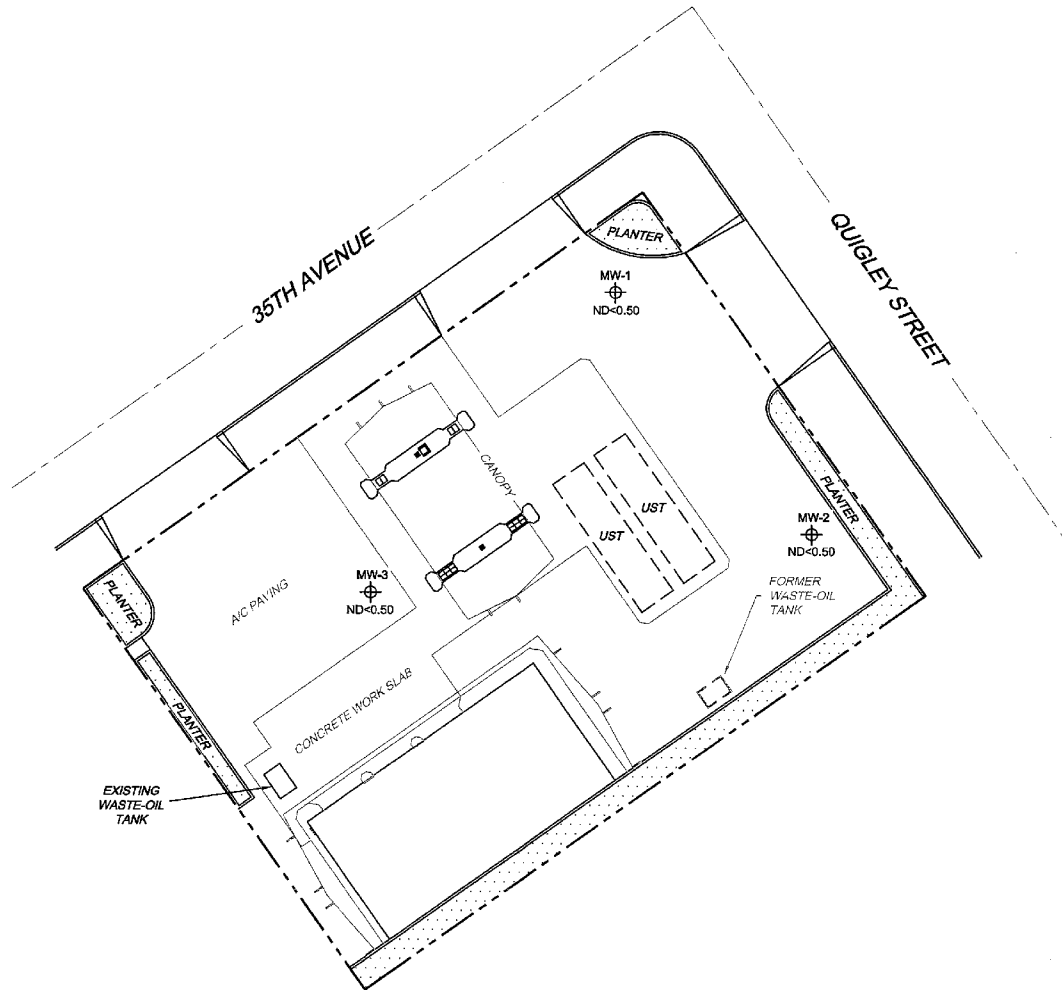 35TH AVENUE
QUIGLEY STREET
PLANTER
MW-1
ND<0.50
CANOPY
UST
UST
PLANTER
MW-2
ND<0.50
FORMER
WASTE-OIL
TANK
MW-3
ND<0.50
A/C PAVING
PLANTER
PLANTER
CONCRETE WORK SLAB
EXISTING
WASTE-OIL
TANK